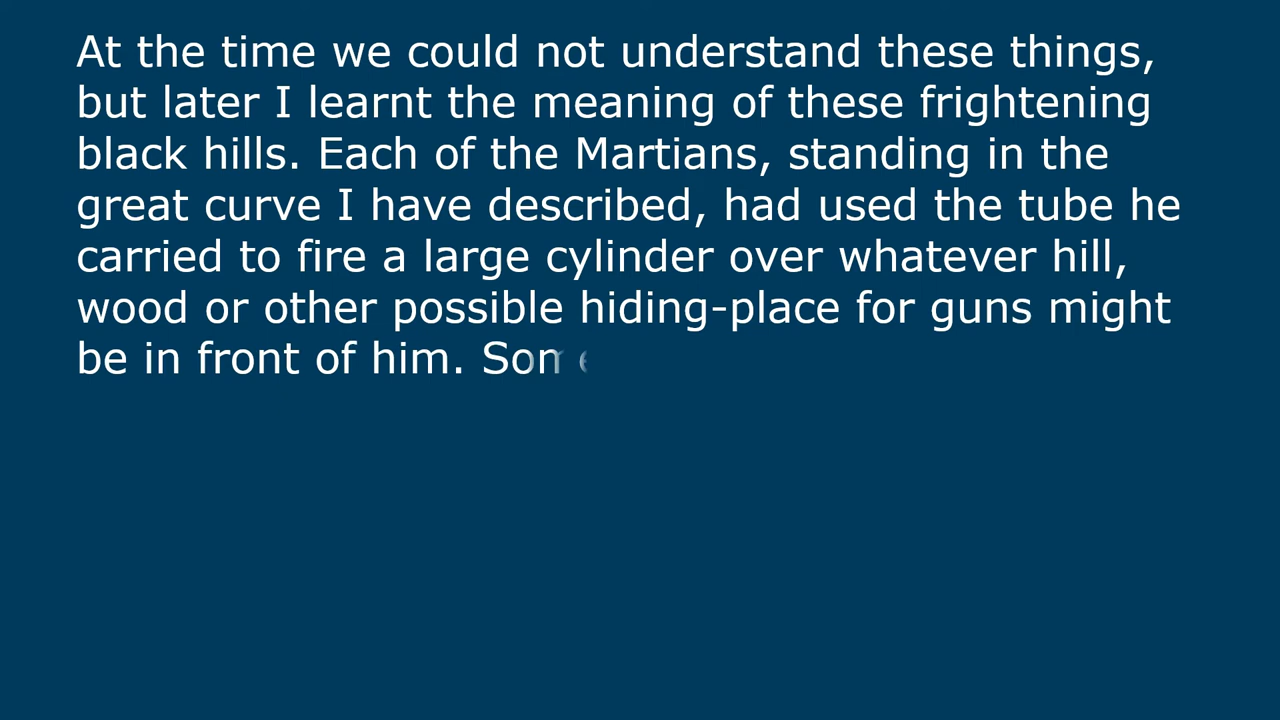 At the time we could not understand these things,
but later I learnt the meaning of these frightening
black hills. Each of the Martians, standing in the
great curve I have described, had used the tube he
carried to fire a large cylinder over whatever hill,
wood or other possible hiding-place for guns might
be in front of him.